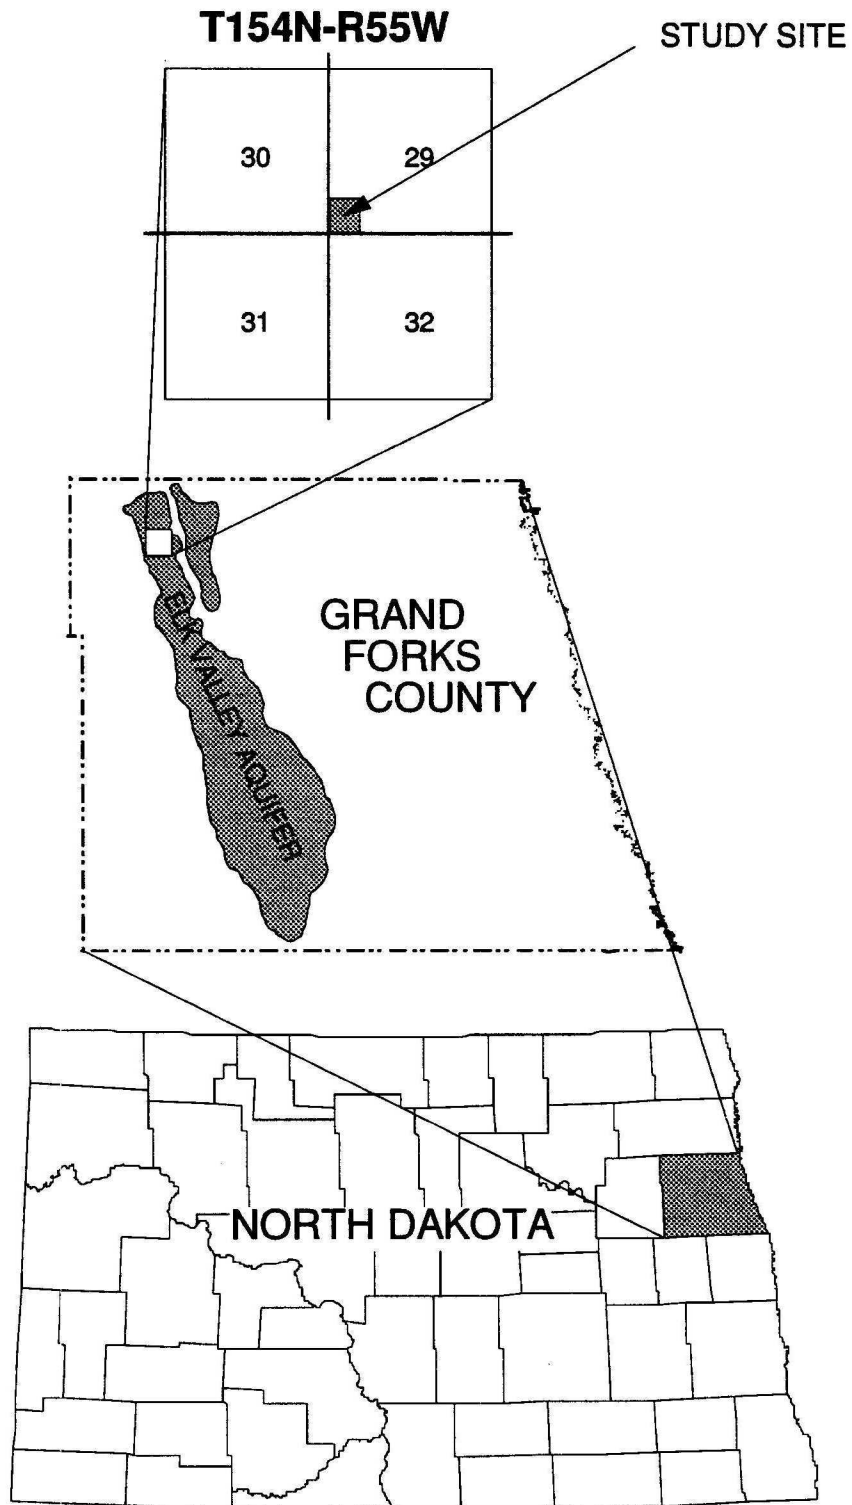 T154N-R55W
STUDY SITE
30
29
31
32
GRAND
FORKS
COUNTY
ELK VALLEY AQUIFER
NORTH DAKOTA